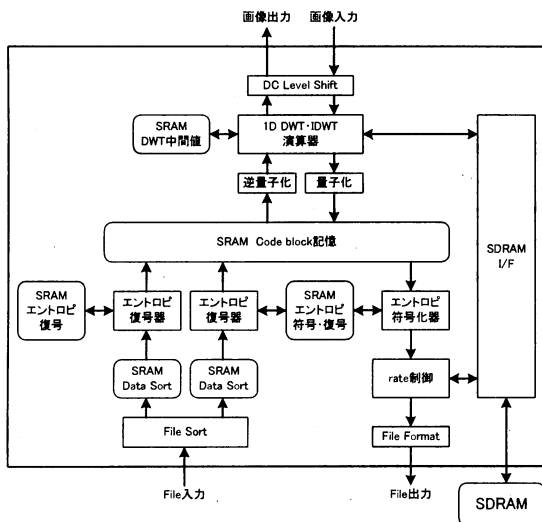 画像出力
画像入力
DC Level Shift
SRAM
DWT中間値
1D DWT・IDWT
演算器
逆量子化
量子化
SRAM Code block記憶
SDRAM
I/F
SRAM
エントロピ
復号
エントロピ
復号器
エントロピ
復号器
SRAM
エントロピ
符号・復号
エントロピ
符号化器
SRAM
Data Sort
SRAM
Data Sort
rate制御
File Sort
File Format
File入力
File出力
SDRAM